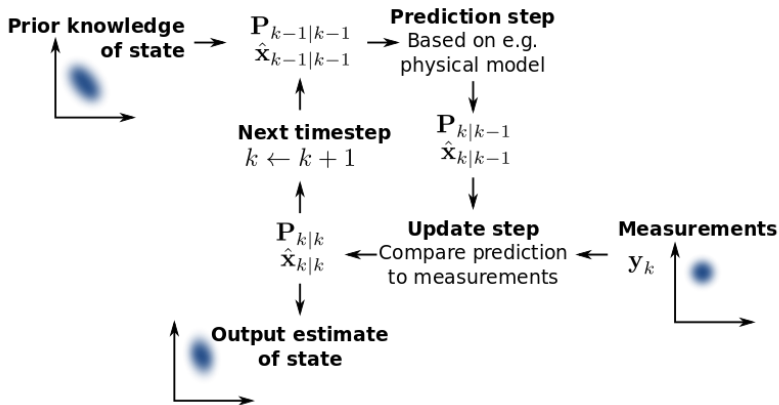 Prior knowledge
of state
P_{k-1|k-1}
x̂_{k-1|k-1}
Prediction step
Based on e.g.
physical model
P_{k|k-1}
x̂_{k|k-1}
Next timestep
k ← k + 1
P_{k|k}
x̂_{k|k}
Update step
Compare prediction
to measurements
Measurements
y_k
Output estimate
of state